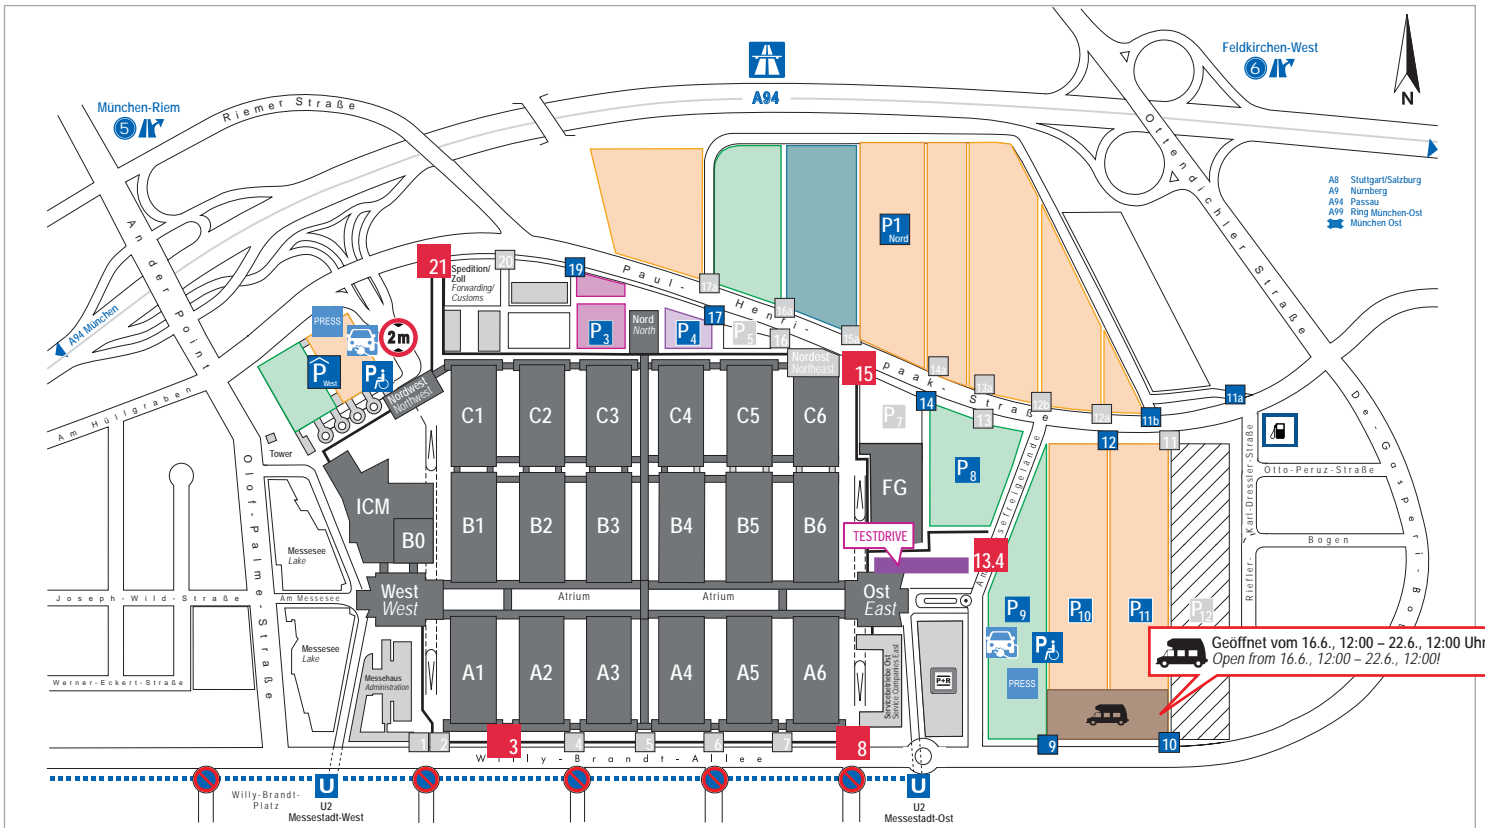 A94
Feldkirchen-West
6
N
München-Riem
5
Riemer Straße
Ottendichler Straße
A8 Stuttgart/Salzburg
A9 Nürnberg
A94 Passau
A99 Ring München-Ost
München Ost
An der Point
A94 München
Am Hüllgraben
21
20
19
Spedition/
Zoll
Forwarding/
Customs
Paul-Henri-Spaak-Straße
P1
Nord
17a
16a
15a
14a
13a
12b
12a
11b
11a
PRESS
2m
P
West
P
P3
Nord
North
P4
17
P5
16
Nordost
Northeast
15
Nordwest
Northwest
14
13
12
11
P7
P8
Tower
C1
C2
C3
C4
C5
C6
FG
ICM
B0
B1
B2
B3
B4
B5
B6
TESTDRIVE
13.4
Am Messefreigelände
De-Gasperi-Bogen
Karl-Dressler-Straße
Otto-Peruz-Straße
Bogen
Riefler-
Olof-Palme-Straße
Messesee
Lake
Joseph-Wild-Straße
Am Messesee
West
West
Atrium
Atrium
Ost
East
P9
P10
P11
P12
P
PRESS
Geöffnet vom 16.6., 12:00 – 22.6., 12:00 Uhr
Open from 16.6., 12:00 – 22.6., 12:00!
Messesee
Lake
Werner-Eckert-Straße
Messehaus
Administration
A1
A2
A3
A4
A5
A6
Servicebetriebe Ost
Service Companies East
P+R
1
2
3
4
5
6
7
8
9
10
Willy-Brandt-Allee
Willy-Brandt-
Platz
U
U2
Messestadt-West
U
U2
Messestadt-Ost